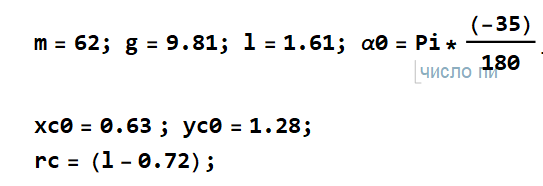 m = 62; g = 9.81; l = 1.61; α0 = Pi * (-35)/180
число пи
xc0 = 0.63 ; yc0 = 1.28;
rc = (l - 0.72) ;